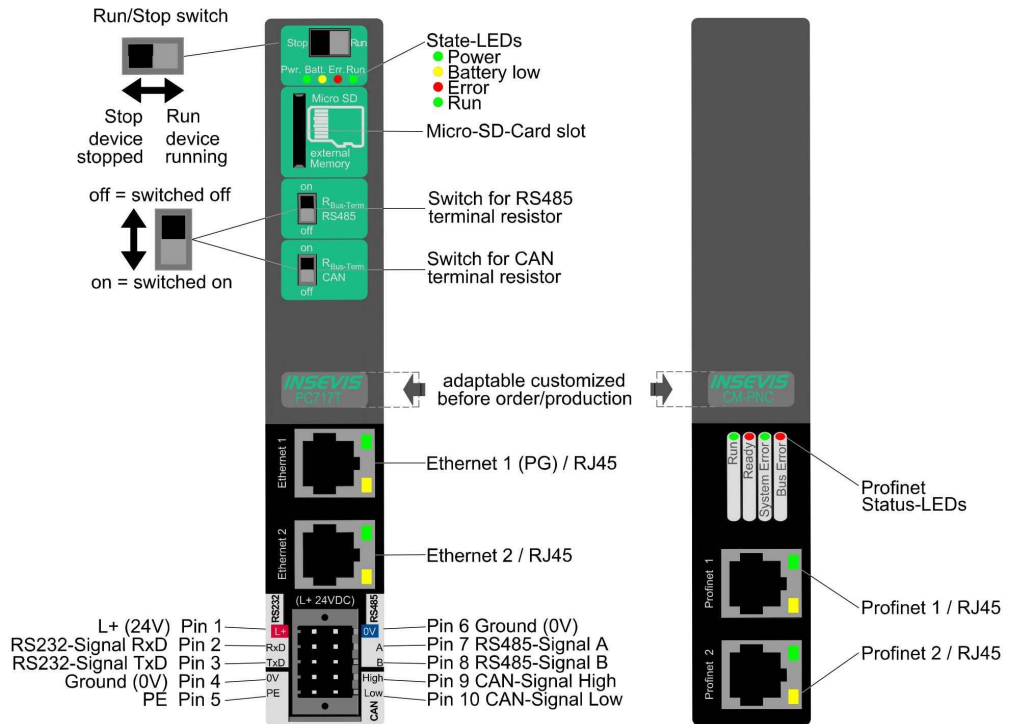 Run/Stop switch
Stop Run
device device
stopped running
off = switched off
on = switched on
Stop Run
Pwr. Batt. Err. Run
Micro SD
external
Memory
on
RBus-Term
RS485
off
on
RBus-Term
CAN
off
State-LEDs
Power
Battery low
Error
Run
Micro-SD-Card slot
Switch for RS485
terminal resistor
Switch for CAN
terminal resistor
INSEVIS
PC717T
adaptable customized
before order/production
INSEVIS
CM-PNC
Ethernet 1
Ethernet 1 (PG) / RJ45
Ethernet 2
Ethernet 2 / RJ45
RS232
(L+ 24VDC)
RS485
L+ (24V) Pin 1
RS232-Signal RxD Pin 2
RS232-Signal TxD Pin 3
Ground (0V) Pin 4
PE Pin 5
L+
RxD
TxD
0V
PE
0V
A
B
High
Low
CAN
Pin 6 Ground (0V)
Pin 7 RS485-Signal A
Pin 8 RS485-Signal B
Pin 9 CAN-Signal High
Pin 10 CAN-Signal Low
Run
Ready
System Error
Bus Error
Profinet
Status-LEDs
Profinet 1
Profinet 1 / RJ45
Profinet 2
Profinet 2 / RJ45